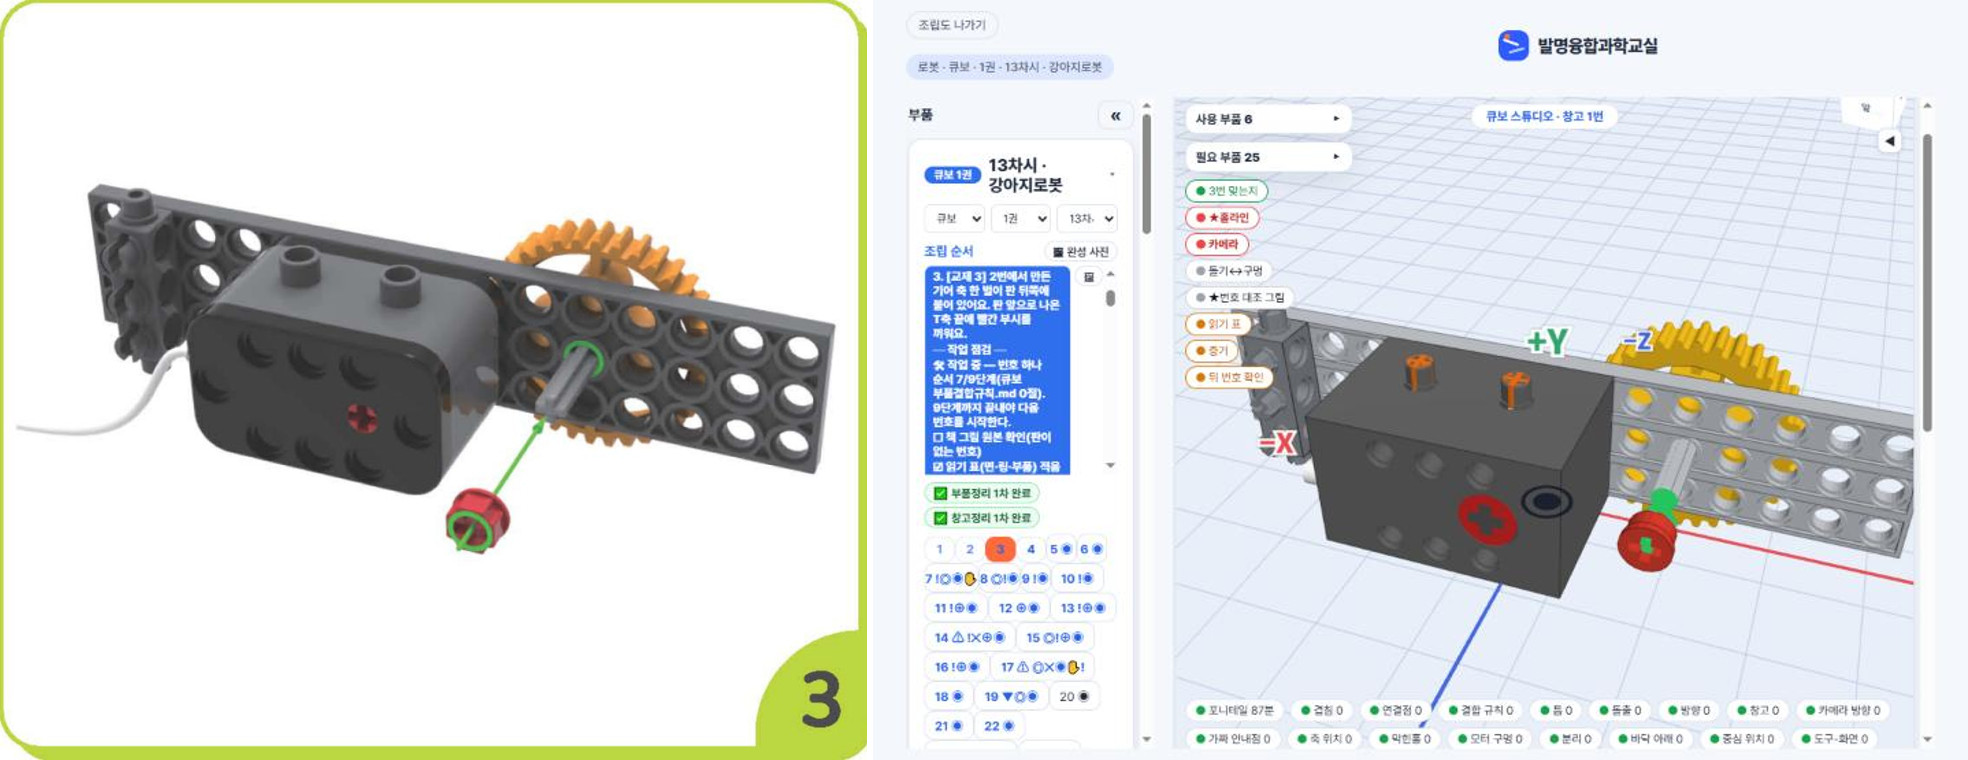 3
조립도 나가기
로봇 · 큐보 · 1권 · 13차시 · 강아지로봇
발명융합과학교실
부품
«
큐보 1권
13차시 ·
강아지로봇
큐보
1권
13차.
조립 순서
완성 사진
3. [교재 3] 2번에서 만든
기어 축 한 벌이 판 뒤쪽에
붙어 있어요. 판 앞으로 나온
T축 끝에 빨간 부시를
끼워요.
— 작업 점검 —
🛠 작업 중 — 번호 하나
순서 7/9단계(큐보
부품결합규칙.md 0절).
9단계까지 끝내야 다음
번호를 시작한다.
☐ 책 그림 원본 확인(판이
없는 번호)
☑ 읽기 표(면·링·부품) 적음
✅ 부품정리 1차 완료
✅ 창고정리 1차 완료
1 2 3 4 5 ◉ 6 ◉
7 !◎◉✋ 8 ◎!◉ 9 !◉ 10 !◉
11 !⊕◉ 12 ⊕◉ 13 !⊕◉
14 ⚠ !✕⊕◉ 15 ◎!⊕◉
16 !⊕◉ 17 ⚠ ◎✕◉✋!
18 ◉ 19 ▼◎◉ 20 ◉
21 ◉ 22 ◉
사용 부품 6
필요 부품 25
큐보 스튜디오 · 창고 1번
3번 맞는지
★홀라인
카메라
돌기↔구멍
★번호 대조 그림
읽기 표
증기
뒤 번호 확인
+Y
-Z
-X
포니테일 87분
겹침 0
연결점 0
결합 규칙 0
틈 0
돌출 0
방향 0
창고 0
카메라 방향 0
가짜 안내점 0
축 위치 0
막힌홀 0
모터 구멍 0
분리 0
바닥 아래 0
중심 위치 0
도구-화면 0